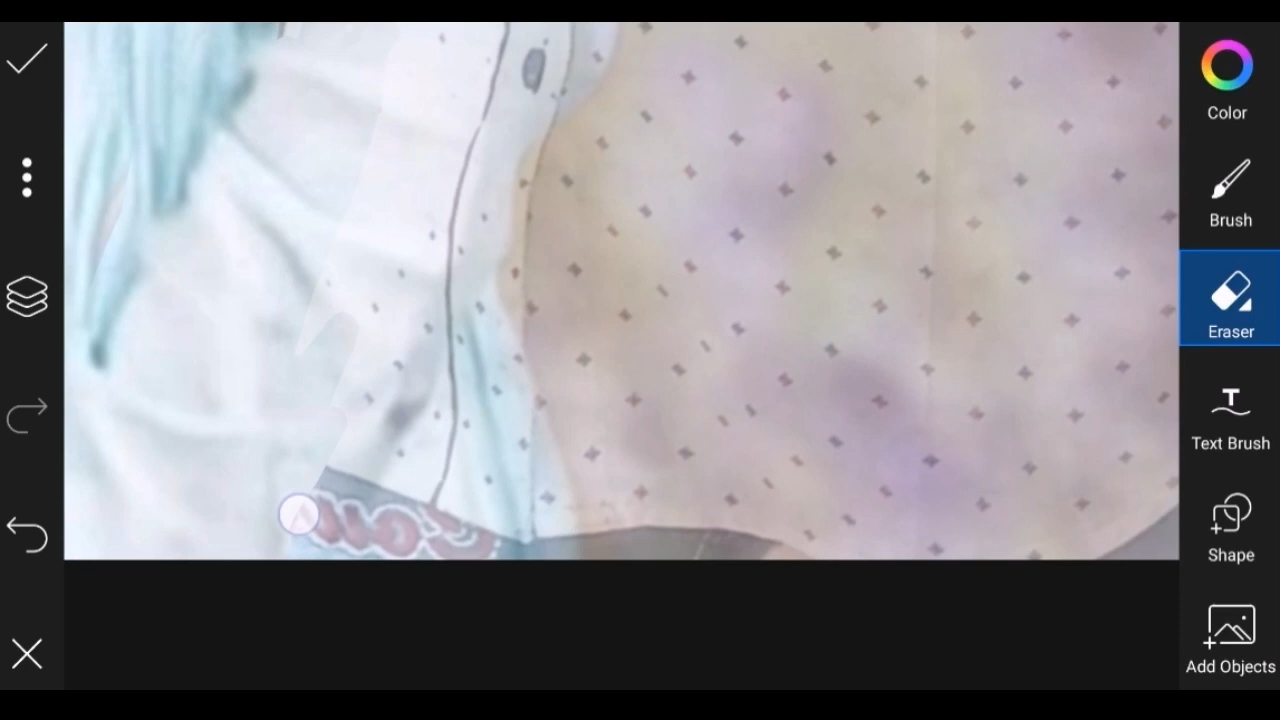 Color
Brush
Eraser
Text Brush
Shape
Add Objects